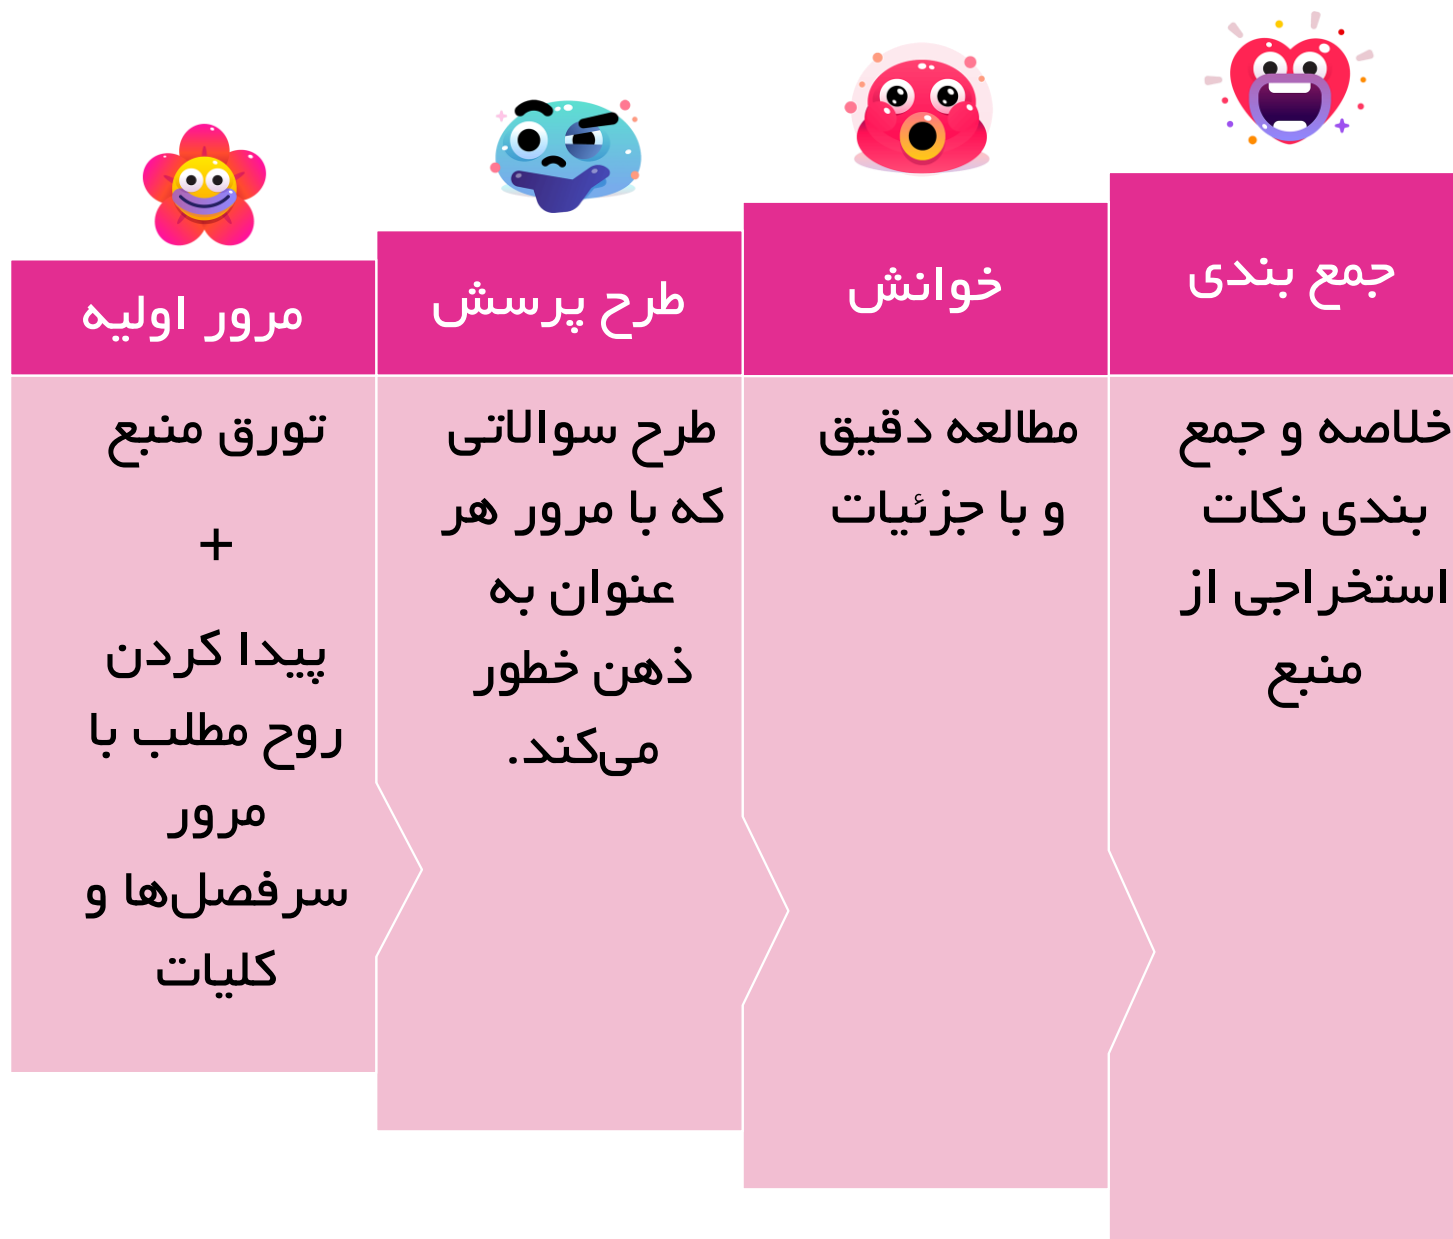 مرور اولیه
تورق منبع
+
پیدا کردن
روح مطلب با
مرور
سرفصل‌ها و
کلیات
طرح پرسش
طرح سوالاتی
که با مرور هر
عنوان به
ذهن خطور
می‌کند.
خوانش
مطالعه دقیق
و با جزئیات
جمع بندی
خلاصه و جمع
بندی نکات
استخراجی از
منبع